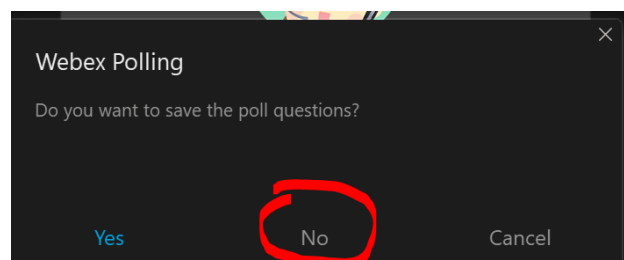 Webex Polling
Do you want to save the poll questions?
Yes No Cancel